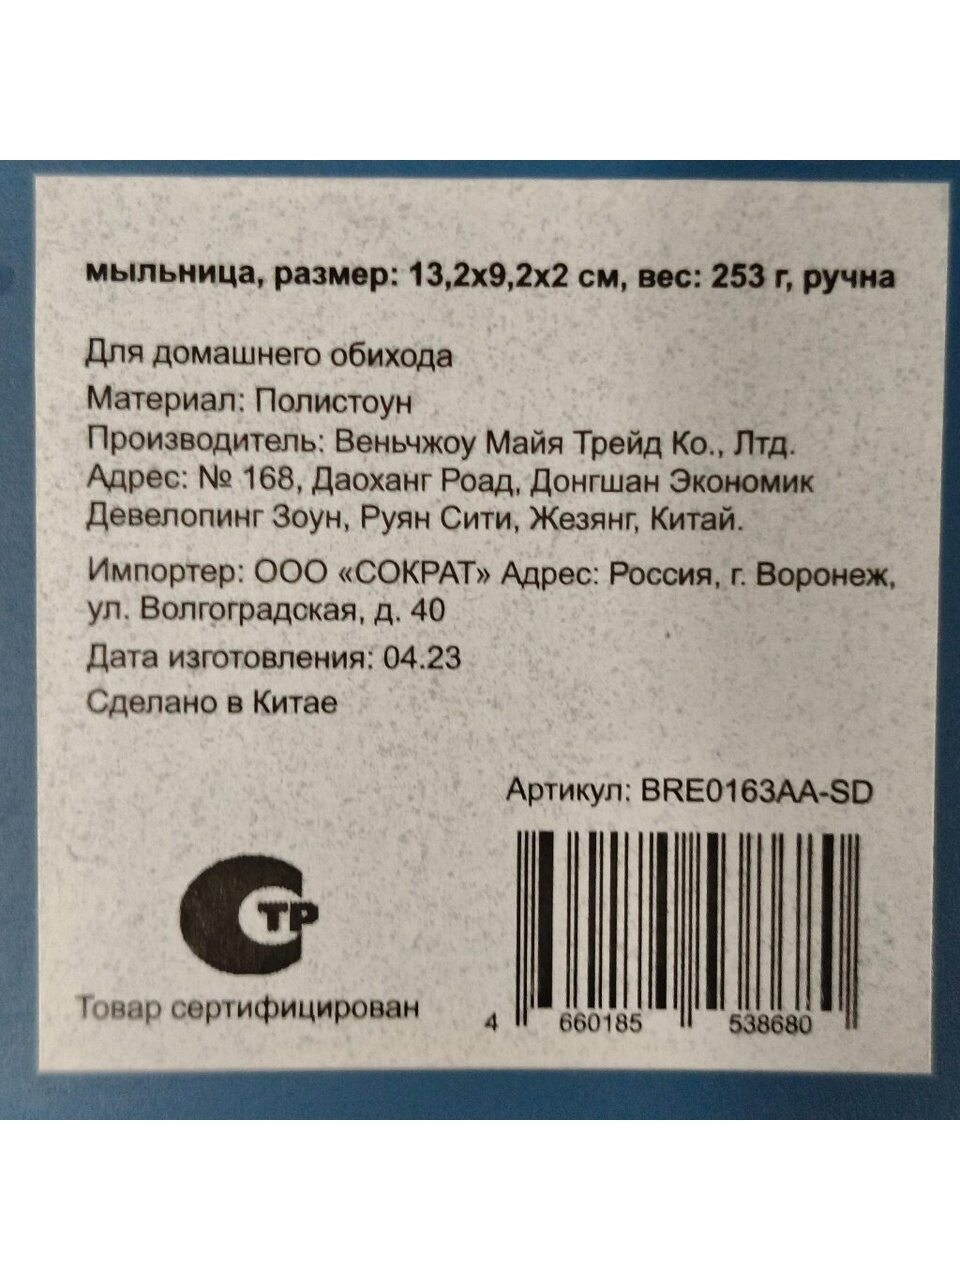 мыльница, размер: 13,2х9,2х2 см, вес: 253 г, ручна
Для домашнего обихода
Материал: Полистоун
Производитель: Веньчжоу Майя Трейд Ко., Лтд.
Адрес: № 168, Даоханг Роад, Донгшан Экономик
Девелопинг Зоун, Руян Сити, Жезянг, Китай.
Импортер: ООО «СОКРАТ» Адрес: Россия, г. Воронеж,
ул. Волгоградская, д. 40
Дата изготовления: 04.23
Сделано в Китае
Артикул: BRE0163AA-SD
СТР
Товар сертифицирован
4 660185 538680